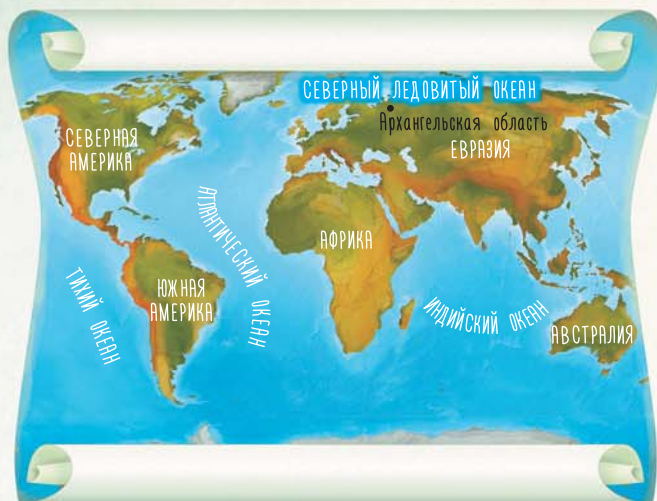 СЕВЕРНЫЙ ЛЕДОВИТЫЙ ОКЕАН
Архангельская область
СЕВЕРНАЯ
АМЕРИКА
ЕВРАЗИЯ
АТЛАНТИЧЕСКИЙ ОКЕАН
АФРИКА
ТИХИЙ ОКЕАН
ЮЖНАЯ
АМЕРИКА
ИНДИЙСКИЙ ОКЕАН
АВСТРАЛИЯ